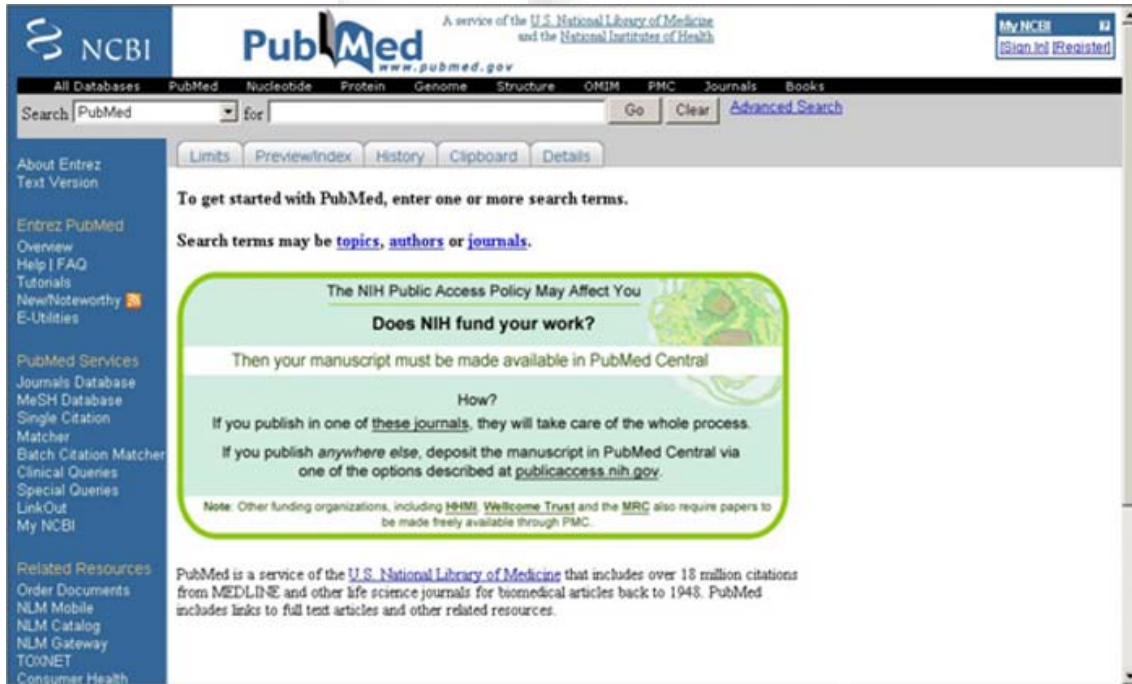 NCBI
PubMed
www.pubmed.gov
A service of the U.S. National Library of Medicine
and the National Institutes of Health
My NCBI
[Sign In] [Register]
All Databases PubMed Nucleotide Protein Genome Structure OMIM PMC Journals Books
Search PubMed for Go Clear Advanced Search
Limits Preview/Index History Clipboard Details
About Entrez
Text Version
Entrez PubMed
Overview
Help | FAQ
Tutorials
New/Noteworthy
E-Utilities
PubMed Services
Journals Database
MeSH Database
Single Citation
Matcher
Batch Citation Matcher
Clinical Queries
Special Queries
LinkOut
My NCBI
Related Resources
Order Documents
NLM Mobile
NLM Catalog
NLM Gateway
TOXNET
Consumer Health
To get started with PubMed, enter one or more search terms.
Search terms may be topics, authors or journals.
The NIH Public Access Policy May Affect You
Does NIH fund your work?
Then your manuscript must be made available in PubMed Central
How?
If you publish in one of these journals, they will take care of the whole process.
If you publish anywhere else, deposit the manuscript in PubMed Central via
one of the options described at publicaccess.nih.gov.
Note: Other funding organizations, including HHMI, Wellcome Trust and the MRC also require papers to
be made freely available through PMC.
PubMed is a service of the U.S. National Library of Medicine that includes over 18 million citations
from MEDLINE and other life science journals for biomedical articles back to 1948. PubMed
includes links to full text articles and other related resources.